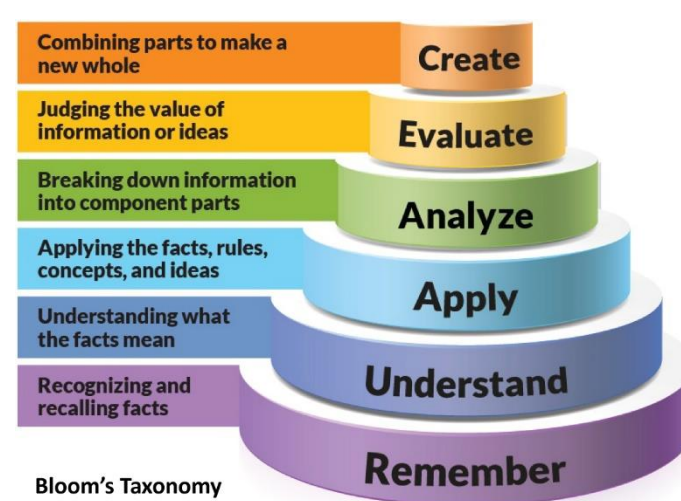 Combining parts to make a
new whole
Create
Judging the value of
information or ideas
Evaluate
Breaking down information
into component parts
Analyze
Applying the facts, rules,
concepts, and ideas
Apply
Understanding what
the facts mean
Understand
Recognizing and
recalling facts
Remember
Bloom's Taxonomy